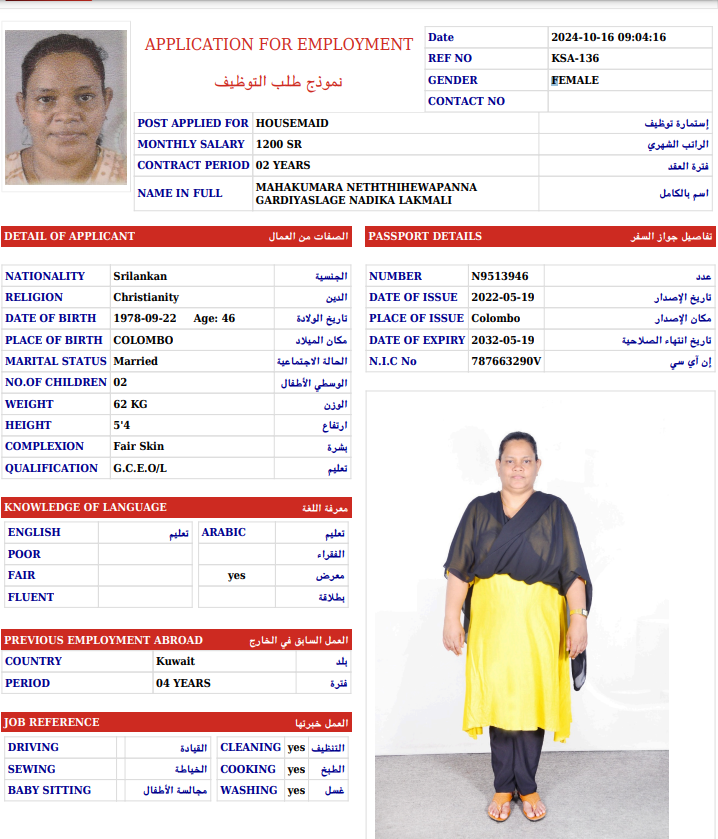 APPLICATION FOR EMPLOYMENT
نموذج طلب التوظيف
Date 2024-10-16 09:04:16
REF NO KSA-136
GENDER FEMALE
CONTACT NO
POST APPLIED FOR HOUSEMAID إستمارة توظيف
MONTHLY SALARY 1200 SR الراتب الشهري
CONTRACT PERIOD 02 YEARS فترة العقد
NAME IN FULL MAHAKUMARA NETHTHIHEWAPANNA GARDIYASLAGE NADIKA LAKMALI اسم بالكامل
DETAIL OF APPLICANT الصفات من العمال
NATIONALITY Srilankan الجنسية
RELIGION Christianity الدين
DATE OF BIRTH 1978-09-22 Age: 46 تاريخ الولادة
PLACE OF BIRTH COLOMBO مكان الميلاد
MARITAL STATUS Married الحالة الاجتماعية
NO.OF CHILDREN 02 الوسطي الأطفال
WEIGHT 62 KG الوزن
HEIGHT 5'4 ارتفاع
COMPLEXION Fair Skin بشرة
QUALIFICATION G.C.E.O/L تعليم
PASSPORT DETAILS تفاصيل جواز السفر
NUMBER N9513946 عدد
DATE OF ISSUE 2022-05-19 تاريخ الإصدار
PLACE OF ISSUE Colombo مكان الإصدار
DATE OF EXPIRY 2032-05-19 تاريخ انتهاء الصلاحية
N.I.C No 787663290V إن آي سي
KNOWLEDGE OF LANGUAGE معرفة اللغة
ENGLISH تعليم ARABIC تعليم
POOR الفقراء
FAIR yes معرض
FLUENT بطلاقة
PREVIOUS EMPLOYMENT ABROAD العمل السابق في الخارج
COUNTRY Kuwait بلد
PERIOD 04 YEARS فترة
JOB REFERENCE العمل خبرتها
DRIVING القيادة CLEANING yes التنظيف
SEWING الخياطة COOKING yes الطبخ
BABY SITTING مجالسة الأطفال WASHING yes غسل